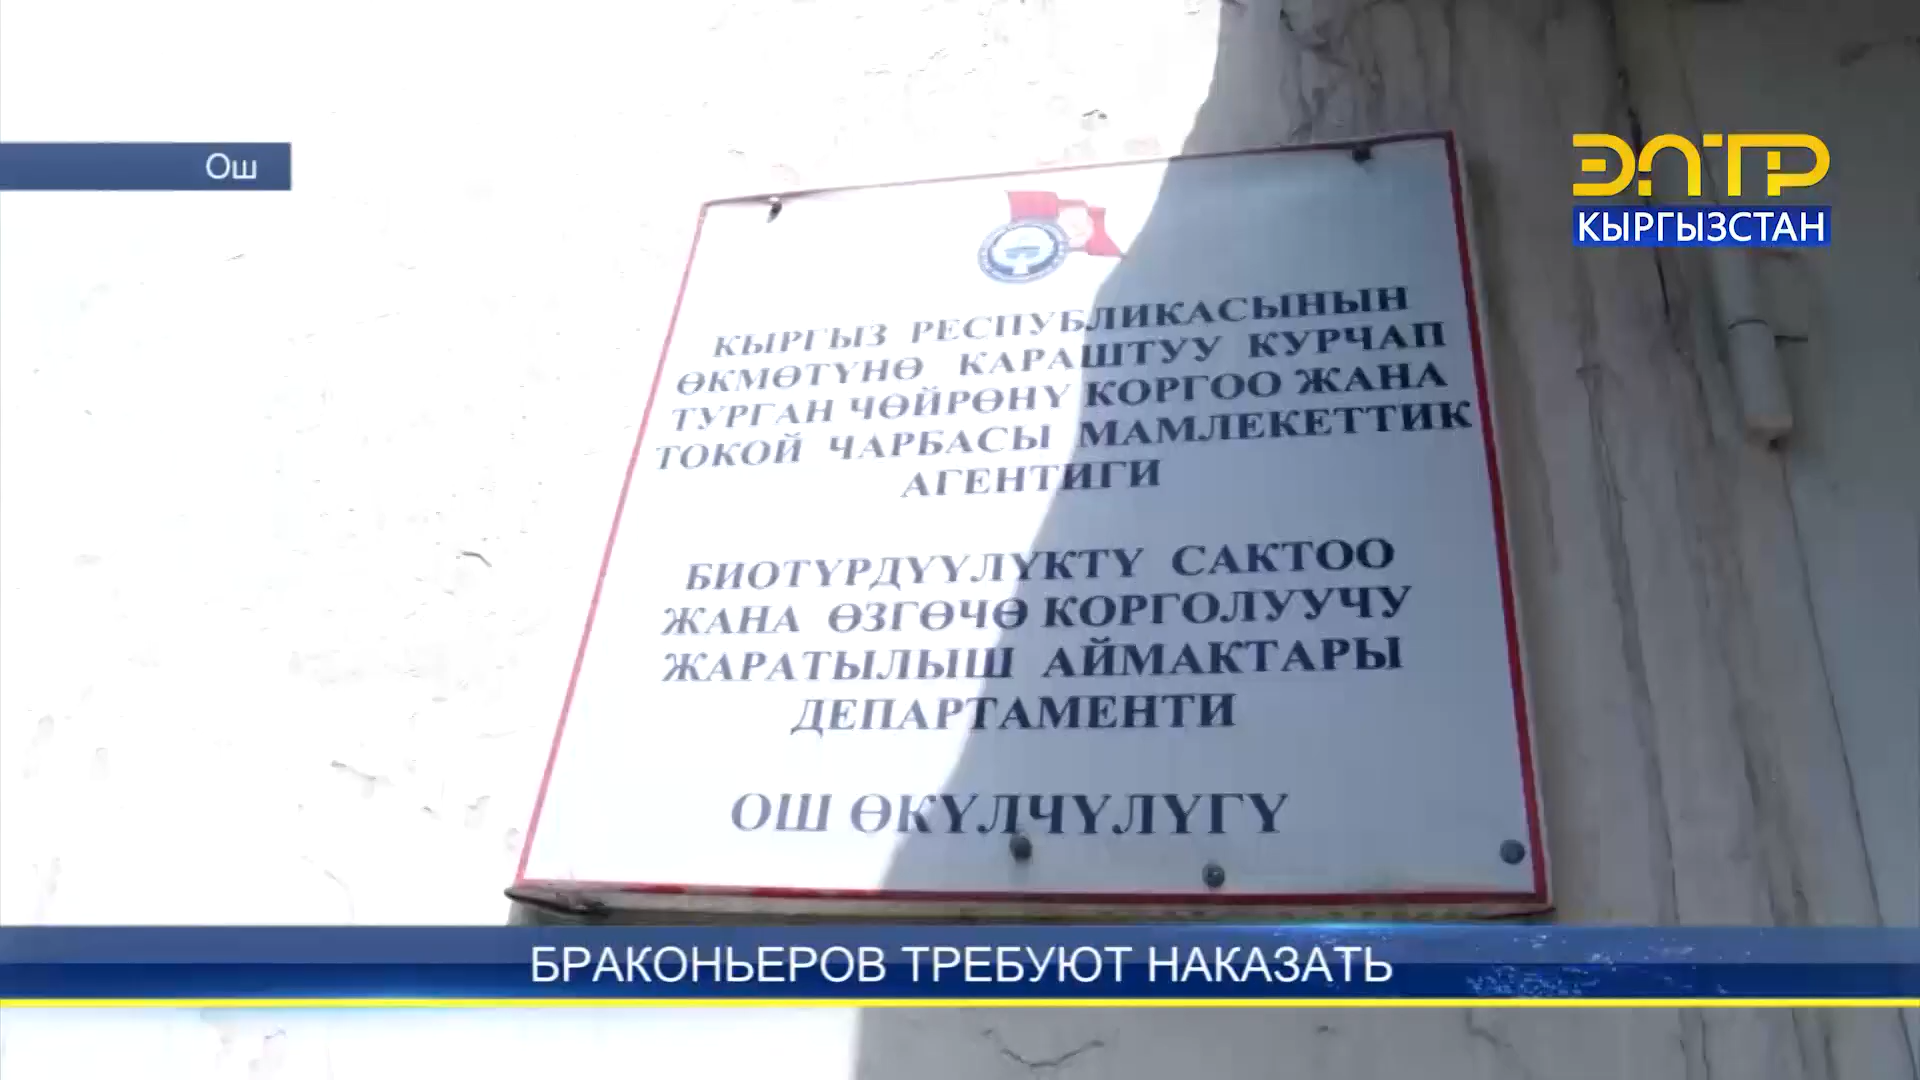 Ош
ЭЛТР
КЫРГЫЗСТАН
КЫРГЫЗ РЕСПУБЛИКАСЫНЫН
ӨКМӨТҮНӨ КАРАШТУУ КУРЧАП
ТУРГАН ЧӨЙРӨНҮ КОРГОО ЖАНА
ТОКОЙ ЧАРБАСЫ МАМЛЕКЕТТИК
АГЕНТИГИ
БИОТҮРДҮҮЛҮКТҮ САКТОО
ЖАНА ӨЗГӨЧӨ КОРГОЛУУЧУ
ЖАРАТЫЛЫШ АЙМАКТАРЫ
ДЕПАРТАМЕНТИ
ОШ ӨКҮЛЧҮЛҮГҮ
БРАКОНЬЕРОВ ТРЕБУЮТ НАКАЗАТЬ